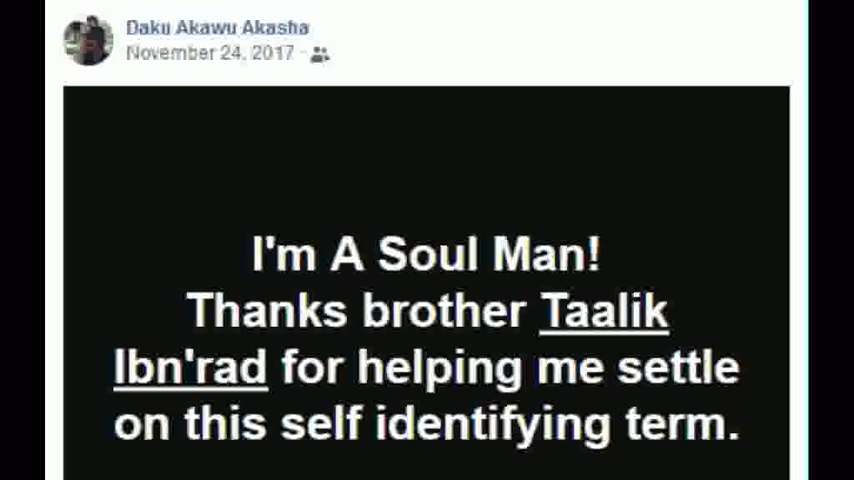 Daku Akawu Akasha
November 24, 2017 ·
I'm A Soul Man!
Thanks brother Taalik
Ibn'rad for helping me settle
on this self identifying term.